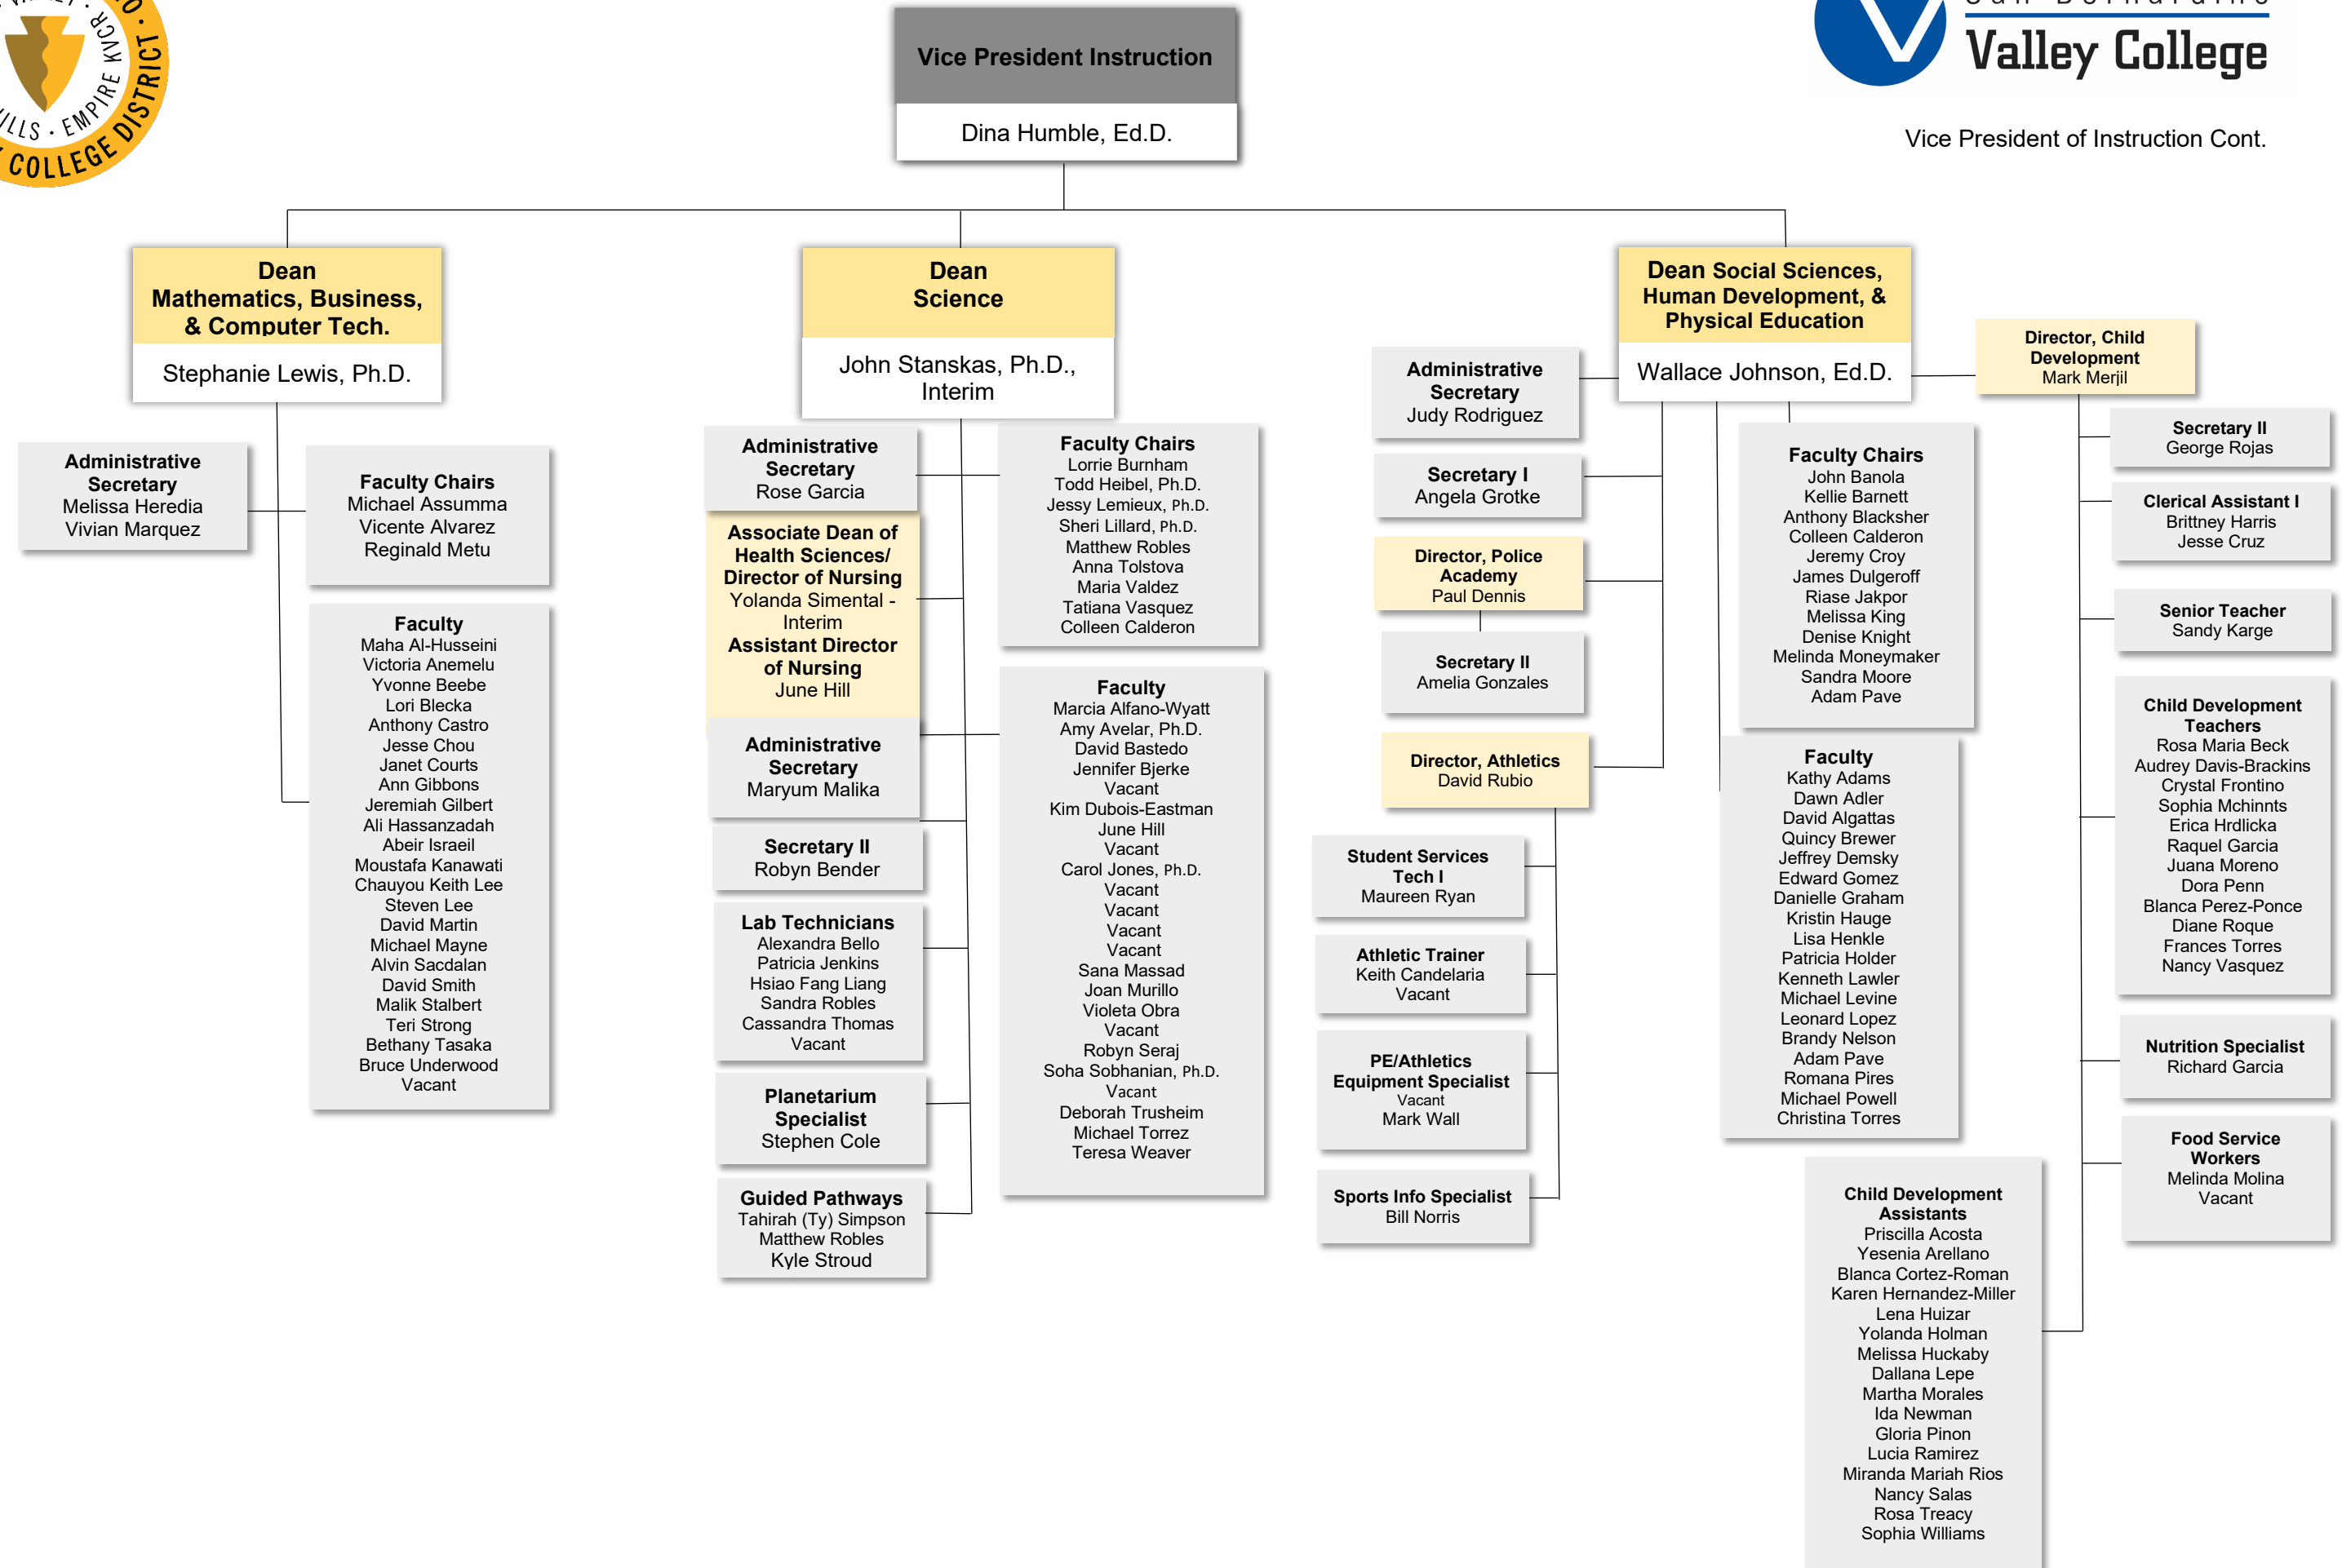 VALLEY
KVCR
EMPIRE
DISTRICT
COLLEGE
Valley College
Vice President of Instruction Cont.
Vice President Instruction
Dina Humble, Ed.D.
Dean
Mathematics, Business,
& Computer Tech.
Stephanie Lewis, Ph.D.
Administrative
Secretary
Melissa Heredia
Vivian Marquez
Faculty Chairs
Michael Assumma
Vicente Alvarez
Reginald Metu
Faculty
Maha Al-Husseini
Victoria Anemelu
Yvonne Beebe
Lori Blecka
Anthony Castro
Jesse Chou
Janet Courts
Ann Gibbons
Jeremiah Gilbert
Ali Hassanzadah
Abeir Israeil
Moustafa Kanawati
Chauyou Keith Lee
Steven Lee
David Martin
Michael Mayne
Alvin Sacdalan
David Smith
Malik Stalbert
Teri Strong
Bethany Tasaka
Bruce Underwood
Vacant
Dean
Science
John Stanskas, Ph.D.,
Interim
Administrative
Secretary
Rose Garcia
Associate Dean of
Health Sciences/
Director of Nursing
Yolanda Simental -
Interim
Assistant Director
of Nursing
June Hill
Administrative
Secretary
Maryum Malika
Secretary II
Robyn Bender
Lab Technicians
Alexandra Bello
Patricia Jenkins
Hsiao Fang Liang
Sandra Robles
Cassandra Thomas
Vacant
Planetarium
Specialist
Stephen Cole
Guided Pathways
Tahirah (Ty) Simpson
Matthew Robles
Kyle Stroud
Faculty Chairs
Lorrie Burnham
Todd Heibel, Ph.D.
Jessy Lemieux, Ph.D.
Sheri Lillard, Ph.D.
Matthew Robles
Anna Tolstova
Maria Valdez
Tatiana Vasquez
Colleen Calderon
Faculty
Marcia Alfano-Wyatt
Amy Avelar, Ph.D.
David Bastedo
Jennifer Bjerke
Vacant
Kim Dubois-Eastman
June Hill
Vacant
Carol Jones, Ph.D.
Vacant
Vacant
Vacant
Vacant
Sana Massad
Joan Murillo
Violeta Obra
Vacant
Robyn Seraj
Soha Sobhanian, Ph.D.
Vacant
Deborah Trusheim
Michael Torrez
Teresa Weaver
Dean Social Sciences,
Human Development, &
Physical Education
Wallace Johnson, Ed.D.
Administrative
Secretary
Judy Rodriguez
Secretary I
Angela Grotke
Director, Police
Academy
Paul Dennis
Secretary II
Amelia Gonzales
Director, Athletics
David Rubio
Student Services
Tech I
Maureen Ryan
Athletic Trainer
Keith Candelaria
Vacant
PE/Athletics
Equipment Specialist
Vacant
Mark Wall
Sports Info Specialist
Bill Norris
Faculty Chairs
John Banola
Kellie Barnett
Anthony Blacksher
Colleen Calderon
Jeremy Croy
James Dulgeroff
Riase Jakpor
Melissa King
Denise Knight
Melinda Moneymaker
Sandra Moore
Adam Pave
Faculty
Kathy Adams
Dawn Adler
David Algattas
Quincy Brewer
Jeffrey Demsky
Edward Gomez
Danielle Graham
Kristin Hauge
Lisa Henkle
Patricia Holder
Kenneth Lawler
Michael Levine
Leonard Lopez
Brandy Nelson
Adam Pave
Romana Pires
Michael Powell
Christina Torres
Director, Child
Development
Mark Merjil
Secretary II
George Rojas
Clerical Assistant I
Brittney Harris
Jesse Cruz
Senior Teacher
Sandy Karge
Child Development
Teachers
Rosa Maria Beck
Audrey Davis-Brackins
Crystal Frontino
Sophia Mchinnts
Erica Hrdlicka
Raquel Garcia
Juana Moreno
Dora Penn
Blanca Perez-Ponce
Diane Roque
Frances Torres
Nancy Vasquez
Nutrition Specialist
Richard Garcia
Food Service
Workers
Melinda Molina
Vacant
Child Development
Assistants
Priscilla Acosta
Yesenia Arellano
Blanca Cortez-Roman
Karen Hernandez-Miller
Lena Huizar
Yolanda Holman
Melissa Huckaby
Dallana Lepe
Martha Morales
Ida Newman
Gloria Pinon
Lucia Ramirez
Miranda Mariah Rios
Nancy Salas
Rosa Treacy
Sophia Williams